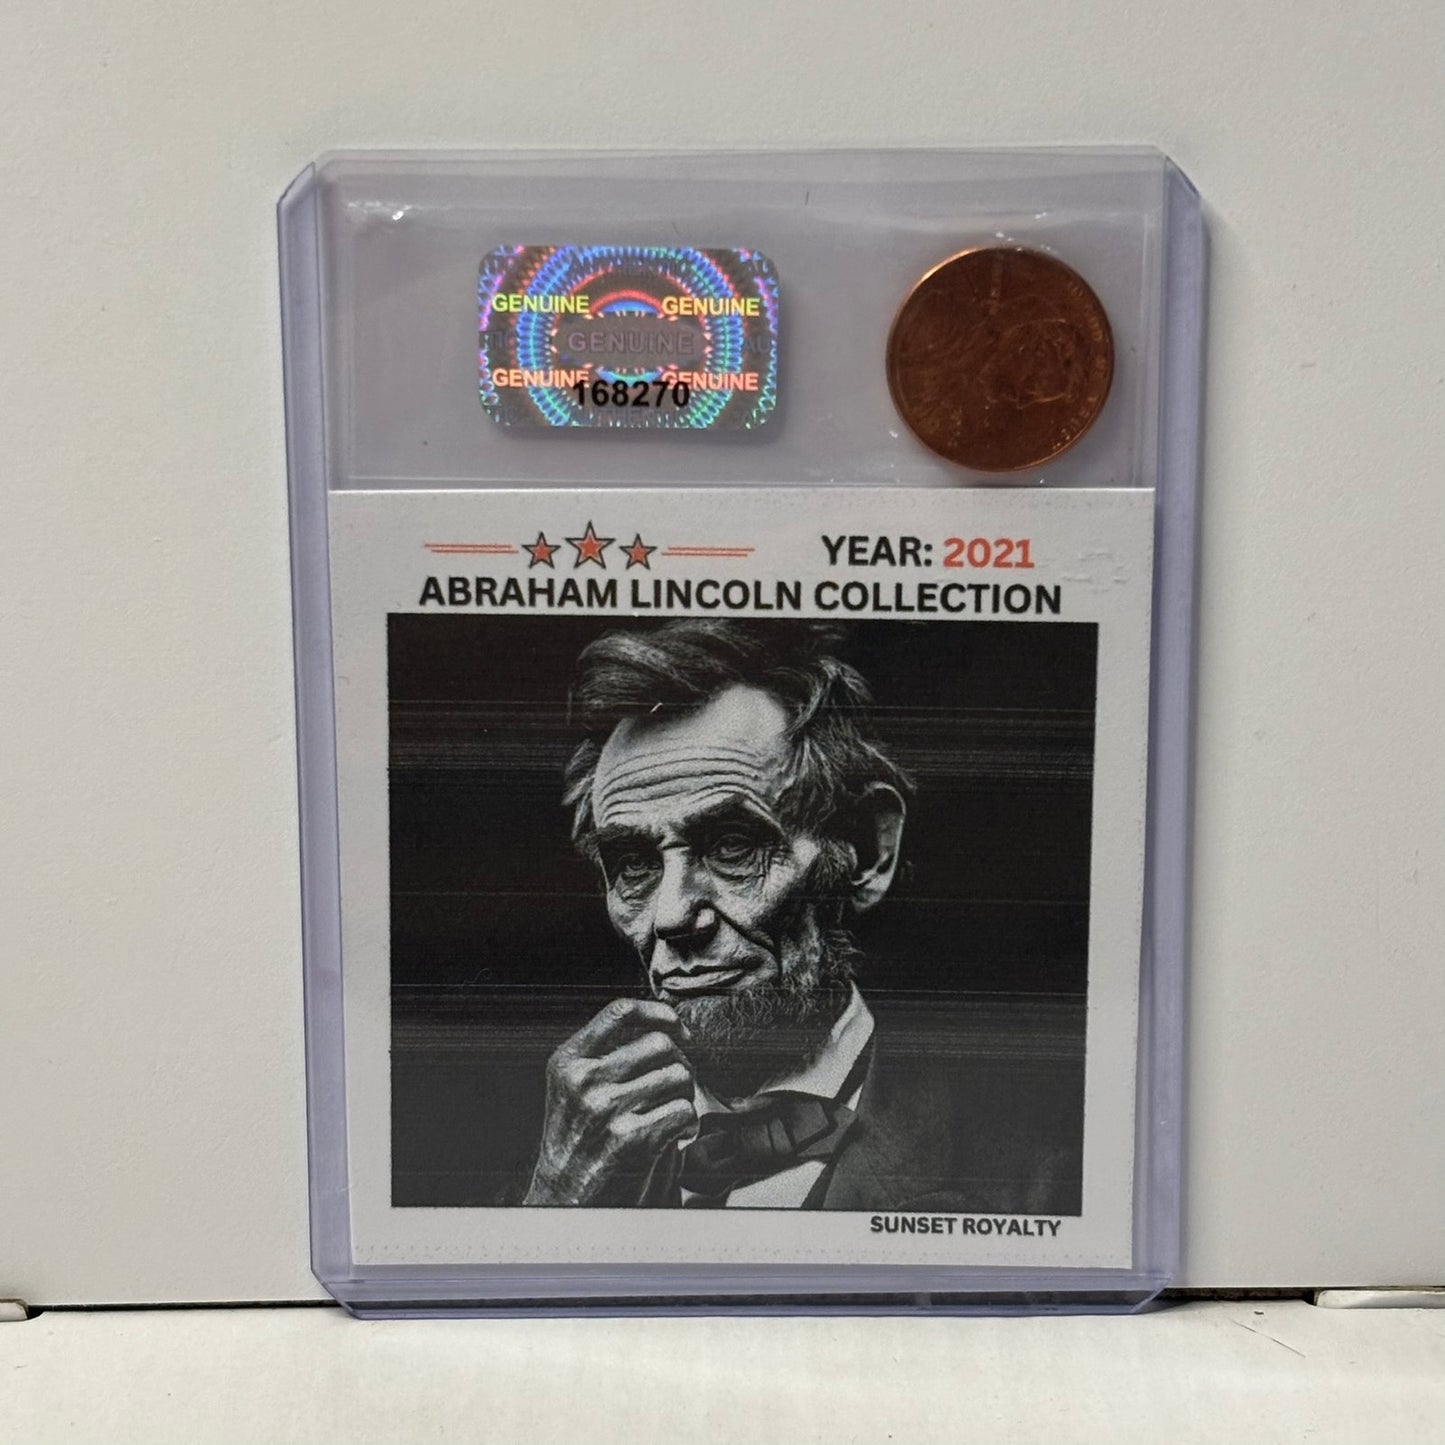 GENUINE GENUINE
GENUINE
GENUINE GENUINE
168270
YEAR: 2021
ABRAHAM LINCOLN COLLECTION
SUNSET ROYALTY